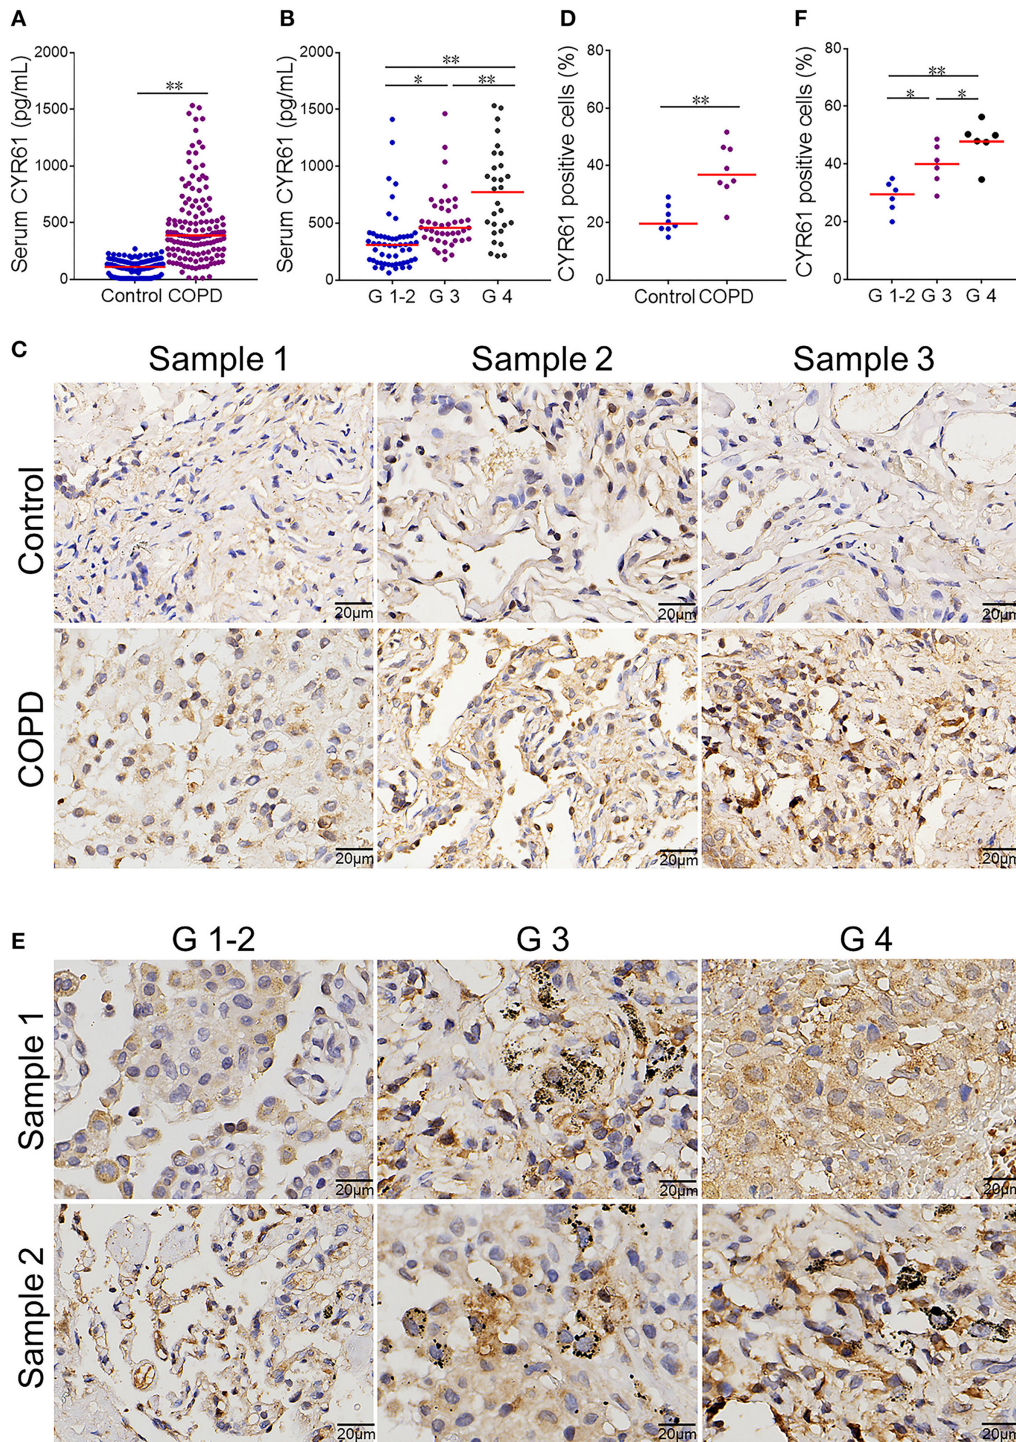 A
Serum CYR61 (pg/mL)
2000
1500
1000
500
0
**
Control COPD
B
Serum CYR61 (pg/mL)
2000
1500
1000
500
0
**
* **
G 1-2 G 3 G 4
D
CYR61 positive cells (%)
80
60
40
20
0
**
Control COPD
F
CYR61 positive cells (%)
80
60
40
20
0
**
* *
G 1-2 G 3 G 4
C
Sample 1 Sample 2 Sample 3
Control
20μm 20μm 20μm
COPD
20μm 20μm 20μm
E
G 1-2 G 3 G 4
Sample 1
20μm 20μm 20μm
Sample 2
20μm 20μm 20μm